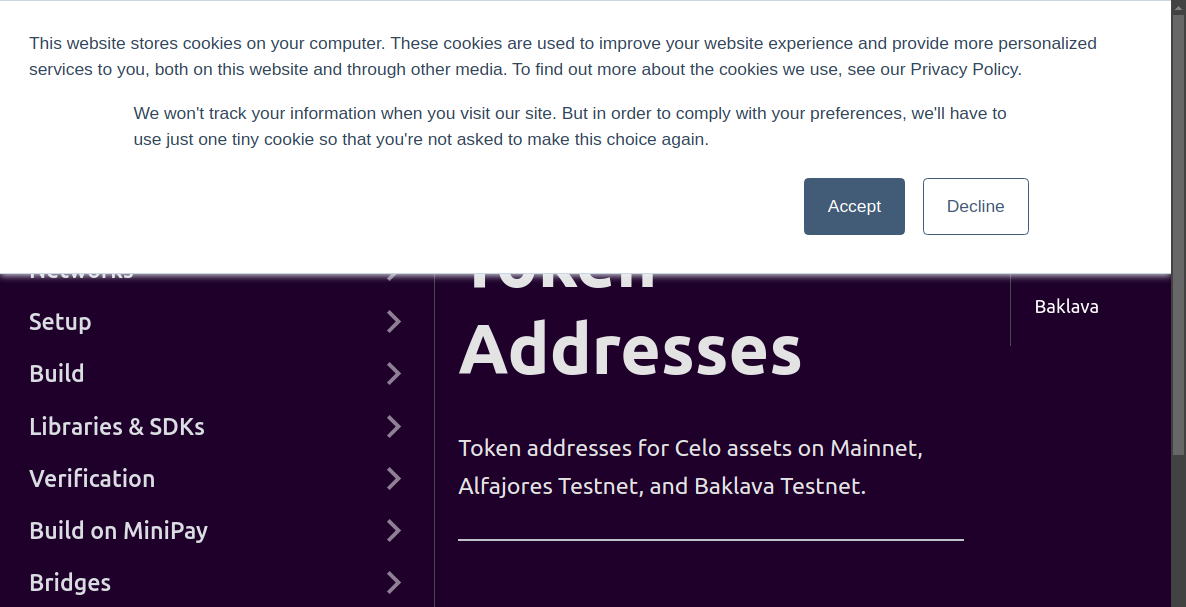 This website stores cookies on your computer. These cookies are used to improve your website experience and provide more personalized
services to you, both on this website and through other media. To find out more about the cookies we use, see our Privacy Policy.
We won't track your information when you visit our site. But in order to comply with your preferences, we'll have to
use just one tiny cookie so that you're not asked to make this choice again.
Accept
Decline
Networks
Setup
Build
Libraries & SDKs
Verification
Build on MiniPay
Bridges
Token
Addresses
Token addresses for Celo assets on Mainnet,
Alfajores Testnet, and Baklava Testnet.
Baklava